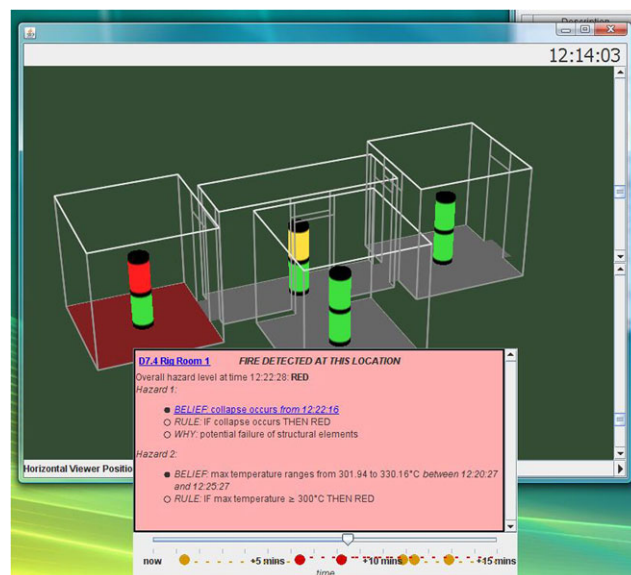 Description
12:14:03
D7.4 Rig Room 1 FIRE DETECTED AT THIS LOCATION
Overall hazard level at time 12:22:28: RED
Hazard 1:
BELIEF: collapse occurs from 12:22:16
RULE: IF collapse occurs THEN RED
WHY: potential failure of structural elements
Hazard 2:
BELIEF: max temperature ranges from 301.94 to 330.16°C between 12:20:27
and 12:25:27
RULE: IF max temperature ≥ 300°C THEN RED
Horizontal Viewer Positio
now +5 mins +10 mins +15 mins
time